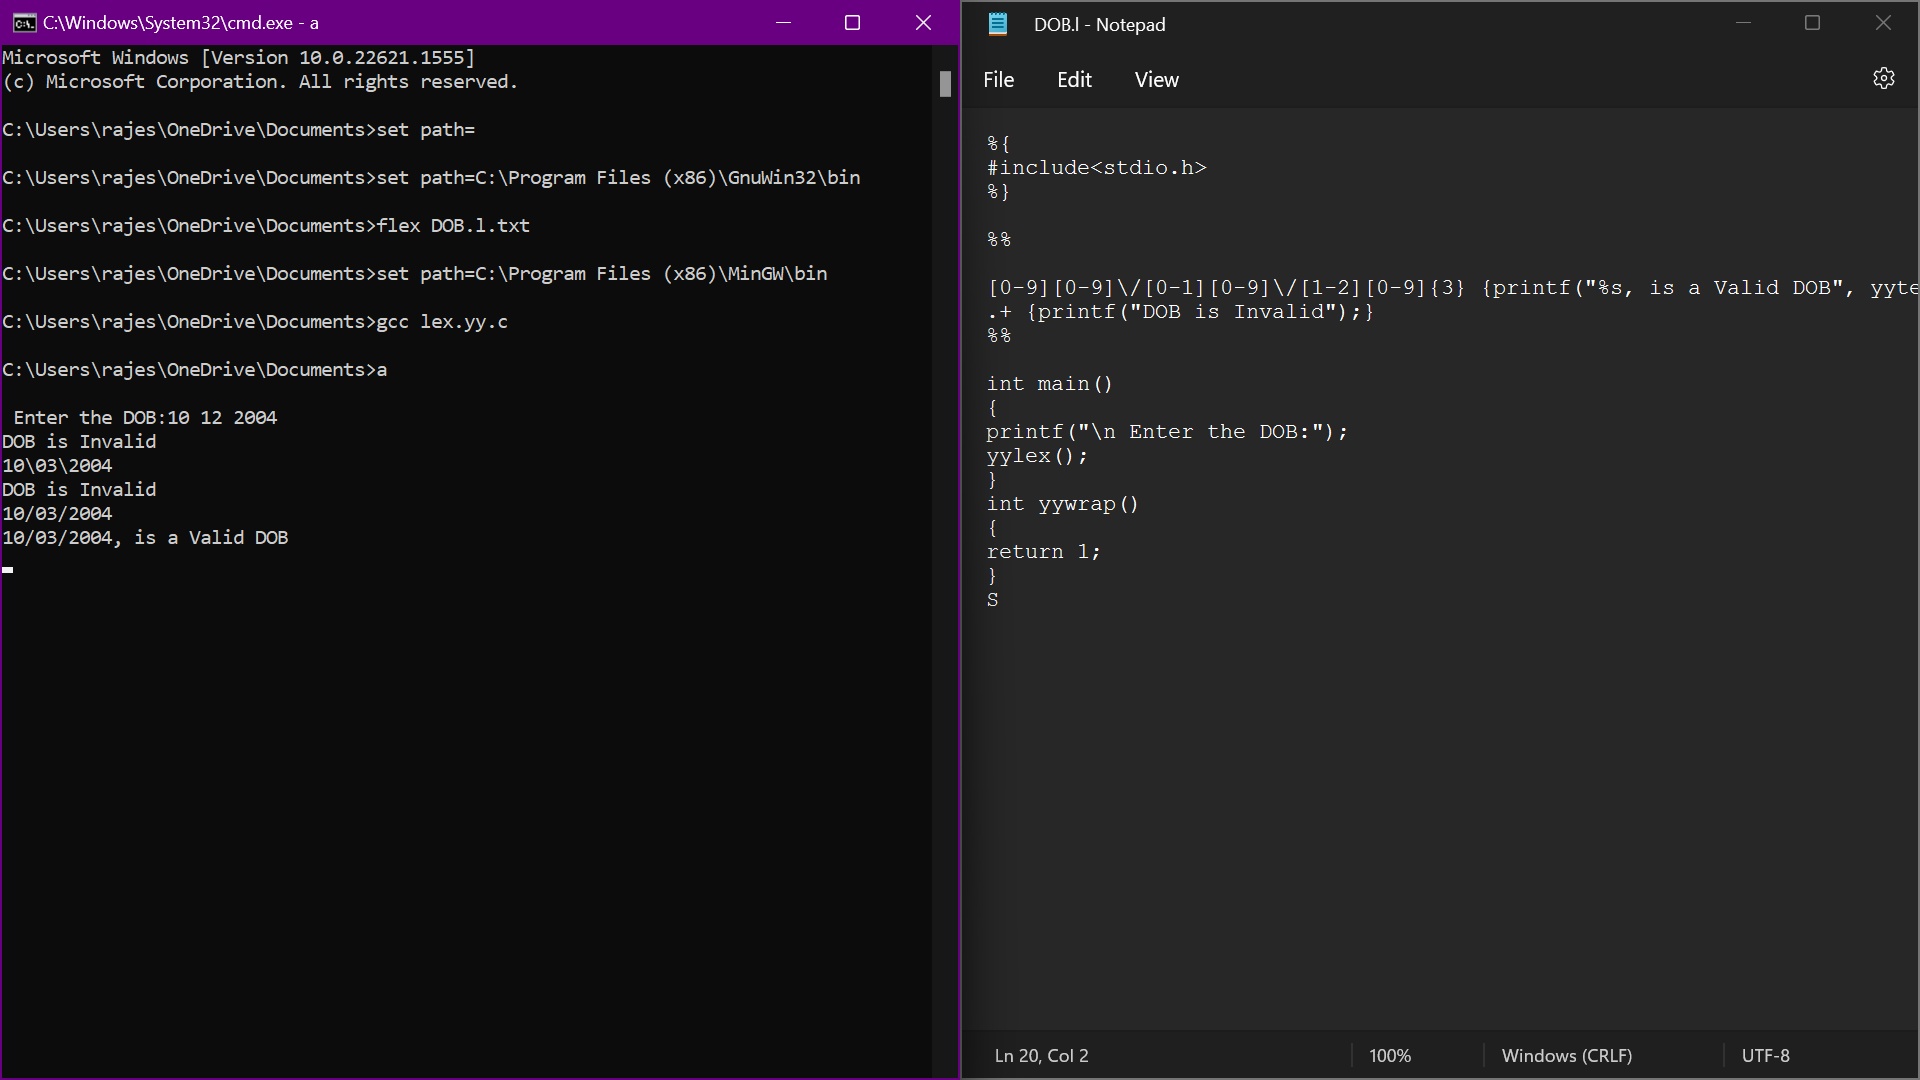 C:\Windows\System32\cmd.exe - a
Microsoft Windows [Version 10.0.22621.1555]
(c) Microsoft Corporation. All rights reserved.
C:\Users\rajes\OneDrive\Documents>set path=
C:\Users\rajes\OneDrive\Documents>set path=C:\Program Files (x86)\GnuWin32\bin
C:\Users\rajes\OneDrive\Documents>flex DOB.l.txt
C:\Users\rajes\OneDrive\Documents>set path=C:\Program Files (x86)\MinGW\bin
C:\Users\rajes\OneDrive\Documents>gcc lex.yy.c
C:\Users\rajes\OneDrive\Documents>a
Enter the DOB:10 12 2004
DOB is Invalid
10\03\2004
DOB is Invalid
10/03/2004
10/03/2004, is a Valid DOB
DOB.l - Notepad
File Edit View
%{
#include<stdio.h>
%}
%%
[0-9][0-9]\/[0-1][0-9]\/[1-2][0-9]{3} {printf("%s, is a Valid DOB", yyte
.+ {printf("DOB is Invalid");}
%%
int main()
{
printf("\n Enter the DOB:");
yylex();
}
int yywrap()
{
return 1;
}
S
Ln 20, Col 2 100% Windows (CRLF) UTF-8